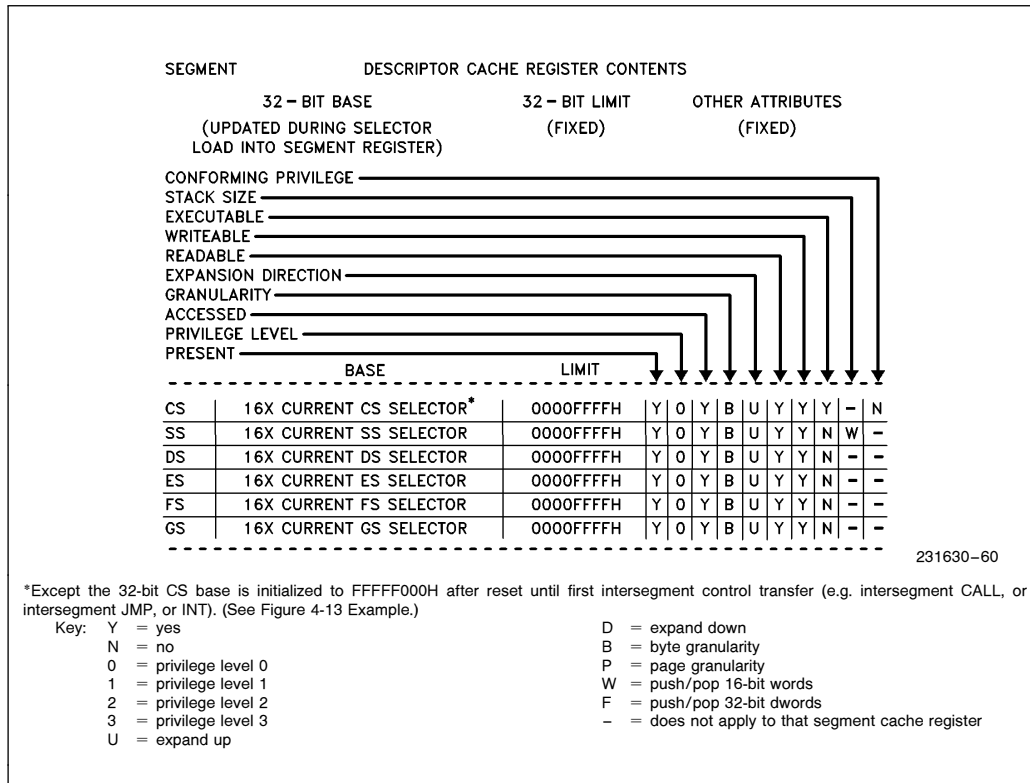 SEGMENT DESCRIPTOR CACHE REGISTER CONTENTS
32 – BIT BASE 32 – BIT LIMIT OTHER ATTRIBUTES
(UPDATED DURING SELECTOR (FIXED) (FIXED)
LOAD INTO SEGMENT REGISTER)
CONFORMING PRIVILEGE
STACK SIZE
EXECUTABLE
WRITEABLE
READABLE
EXPANSION DIRECTION
GRANULARITY
ACCESSED
PRIVILEGE LEVEL
PRESENT
BASE LIMIT
CS 16X CURRENT CS SELECTOR* 0000FFFFH Y 0 Y B U Y Y Y – N
SS 16X CURRENT SS SELECTOR 0000FFFFH Y 0 Y B U Y Y N W –
DS 16X CURRENT DS SELECTOR 0000FFFFH Y 0 Y B U Y Y N – –
ES 16X CURRENT ES SELECTOR 0000FFFFH Y 0 Y B U Y Y N – –
FS 16X CURRENT FS SELECTOR 0000FFFFH Y 0 Y B U Y Y N – –
GS 16X CURRENT GS SELECTOR 0000FFFFH Y 0 Y B U Y Y N – –
231630–60
*Except the 32-bit CS base is initialized to FFFFF000H after reset until first intersegment control transfer (e.g. intersegment CALL, or
intersegment JMP, or INT). (See Figure 4-13 Example.)
Key: Y = yes
N = no
0 = privilege level 0
1 = privilege level 1
2 = privilege level 2
3 = privilege level 3
U = expand up
D = expand down
B = byte granularity
P = page granularity
W = push/pop 16-bit words
F = push/pop 32-bit dwords
– = does not apply to that segment cache register